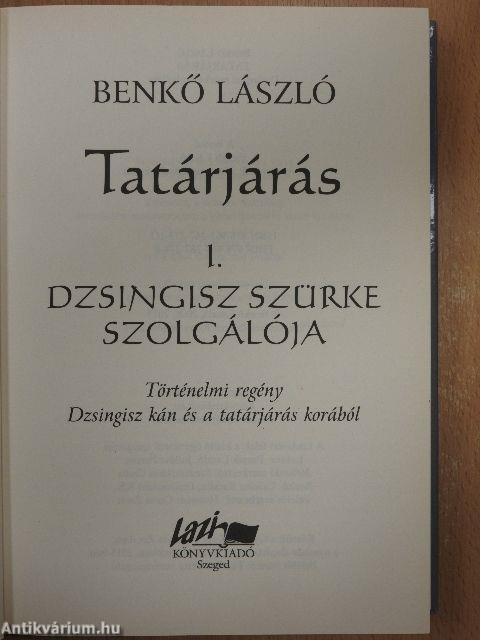 BENKŐ LÁSZLÓ
Tatárjárás
I.
DZSINGISZ SZÜRKE
SZOLGÁLÓJA
Történelmi regény
Dzsingisz kán és a tatárjárás korából
Lazi
KÖNYVKIADÓ
Szeged
Antikvárium.hu